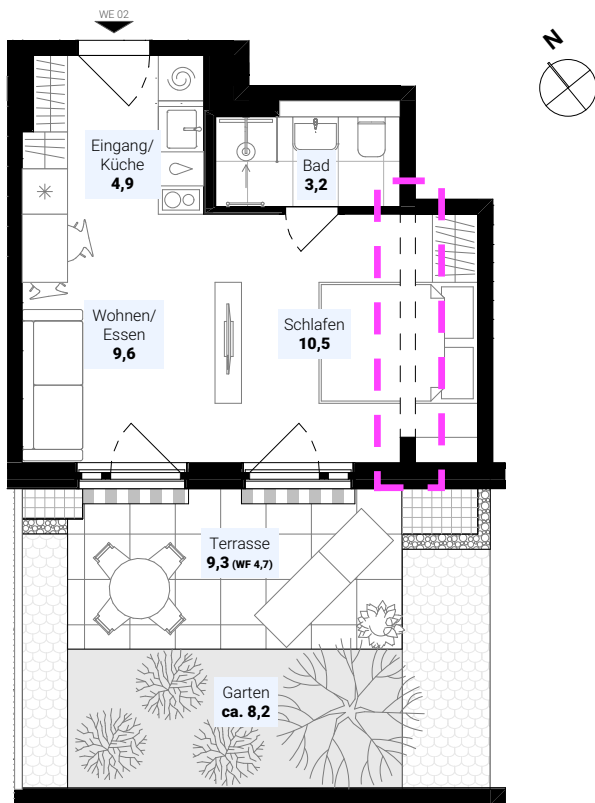 WE 02
N
Eingang/
Küche
4,9
Bad
3,2
Wohnen/
Essen
9,6
Schlafen
10,5
Terrasse
9,3 (WF 4,7)
Garten
ca. 8,2